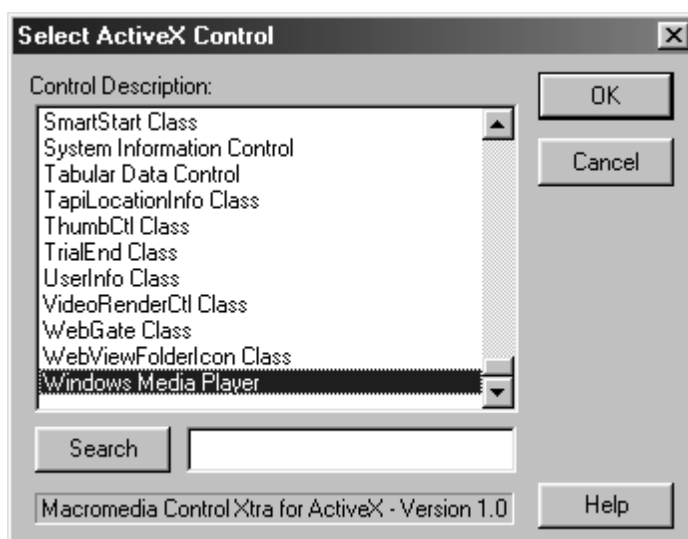 Select ActiveX Control
Control Description:
SmartStart Class
System Information Control
Tabular Data Control
TapiLocationInfo Class
ThumbCtl Class
TrialEnd Class
UserInfo Class
VideoRenderCtl Class
WebGate Class
WebViewFolderIcon Class
Windows Media Player
OK
Cancel
Search
Macromedia Control Xtra for ActiveX - Version 1.0
Help